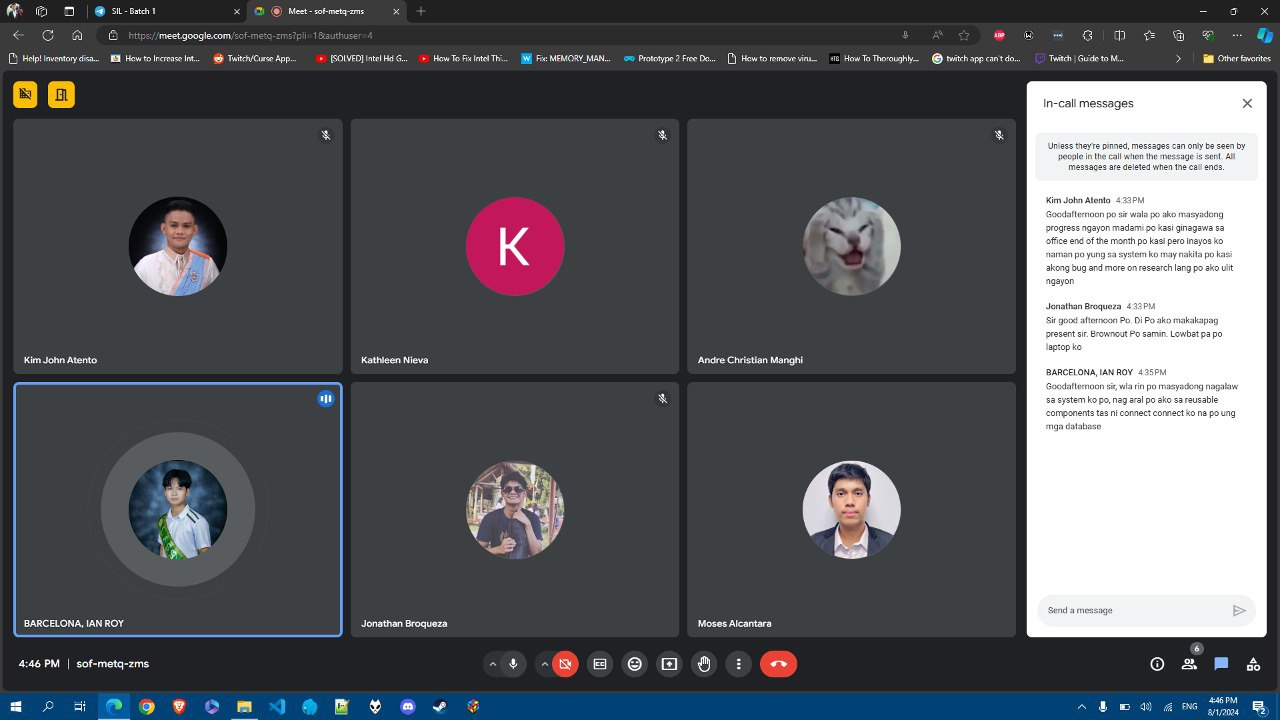 SIL - Batch 1
Meet - sof-metq-zms
https://meet.google.com/sof-metq-zms?pli=1&authuser=4
Help! Inventory disa...
How to Increase Int...
Twitch/Curse App...
[SOLVED] Intel Hd G...
How To Fix Intel Thi...
Fix: MEMORY_MAN...
Prototype 2 Free Do...
How to remove viru...
How To Thoroughly...
twitch app can't do...
Twitch | Guide to M...
Other favorites
Kim John Atento
K
Kathleen Nieva
Andre Christian Manghi
BARCELONA, IAN ROY
Jonathan Broqueza
Moses Alcantara
In-call messages
Unless they're pinned, messages can only be seen by
people in the call when the message is sent. All
messages are deleted when the call ends.
Kim John Atento 4:33 PM
Goodafternoon po sir wala po ako masyadong
progress ngayon madami po kasi ginagawa sa
office end of the month po kasi pero inayos ko
naman po yung sa system ko may nakita po kasi
akong bug and more on research lang po ako ulit
ngayon
Jonathan Broqueza 4:33 PM
Sir good afternoon Po. Di Po ako makakapag
present sir. Brownout Po samin. Lowbat pa po
laptop ko
BARCELONA, IAN ROY 4:35 PM
Goodafternoon sir, wla rin po masyadong nagalaw
sa system ko po, nag aral po ako sa reusable
components tas ni connect connect ko na po ung
mga database
Send a message
4:46 PM | sof-metq-zms
6
ENG
4:46 PM
8/1/2024
2